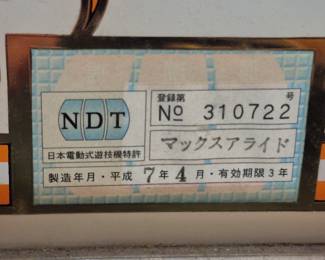 NDT
日本電動式遊技機特許
登録第 号
№ 310722
マックスアライド
製造年月・平成 7年 4月・有効期限3年